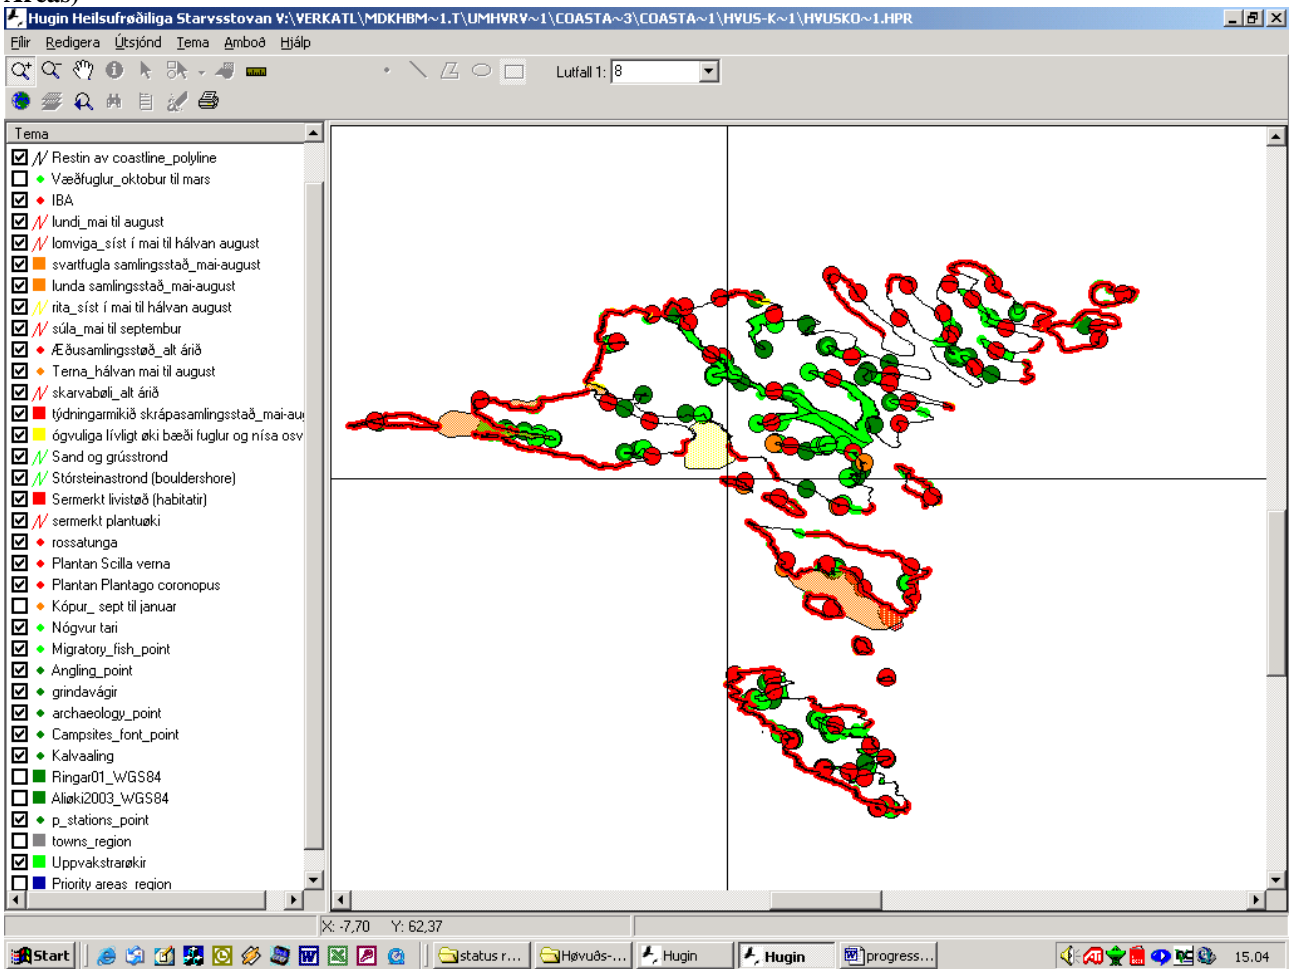 Areas)
Hugin Heilsufrøðiliga Starvsstovan V:\VERKATL\MDKHBM~1.T\UMHVRV~1\COASTA~3\COASTA~1\HVUS-K~1\HVUSKO~1.HPR
Fílir Redigera Útsjónd Tema Amboð Hjálp
Lutfall 1: 8
Tema
Restin av coastline_polyline
Væðfuglur_oktobur til mars
IBA
lundi_mai til august
lomviga_síst í mai til hálvan august
svartfugla samlingsstað_mai-august
lunda samlingsstað_mai-august
rita_síst í mai til hálvan august
súla_mai til septembur
Æðusamlingsstøð_alt árið
Terna_hálvan mai til august
skarvabøli_alt árið
týdningarmikið skrápasamlingsstað_mai-au
ógvuliga lívligt øki bæði fuglur og nísa osv
Sand og grússtrond
Stórsteinastrond (bouldershore)
Sermerkt livistøð (habitatir)
sermerkt plantuøki
rossatunga
Plantan Scilla verna
Plantan Plantago coronopus
Kópur_ sept til januar
Nógvur tari
Migratory_fish_point
Angling_point
grindavágir
archaeology_point
Campsites_font_point
Kalvaaling
Ringar01_WGS84
Aliøki2003_WGS84
p_stations_point
towns_region
Uppvakstrarøkir
Priority areas_region
X: -7,70 Y: 62,37
Start status r... Høvuðs-... Hugin Hugin progress... 15.04